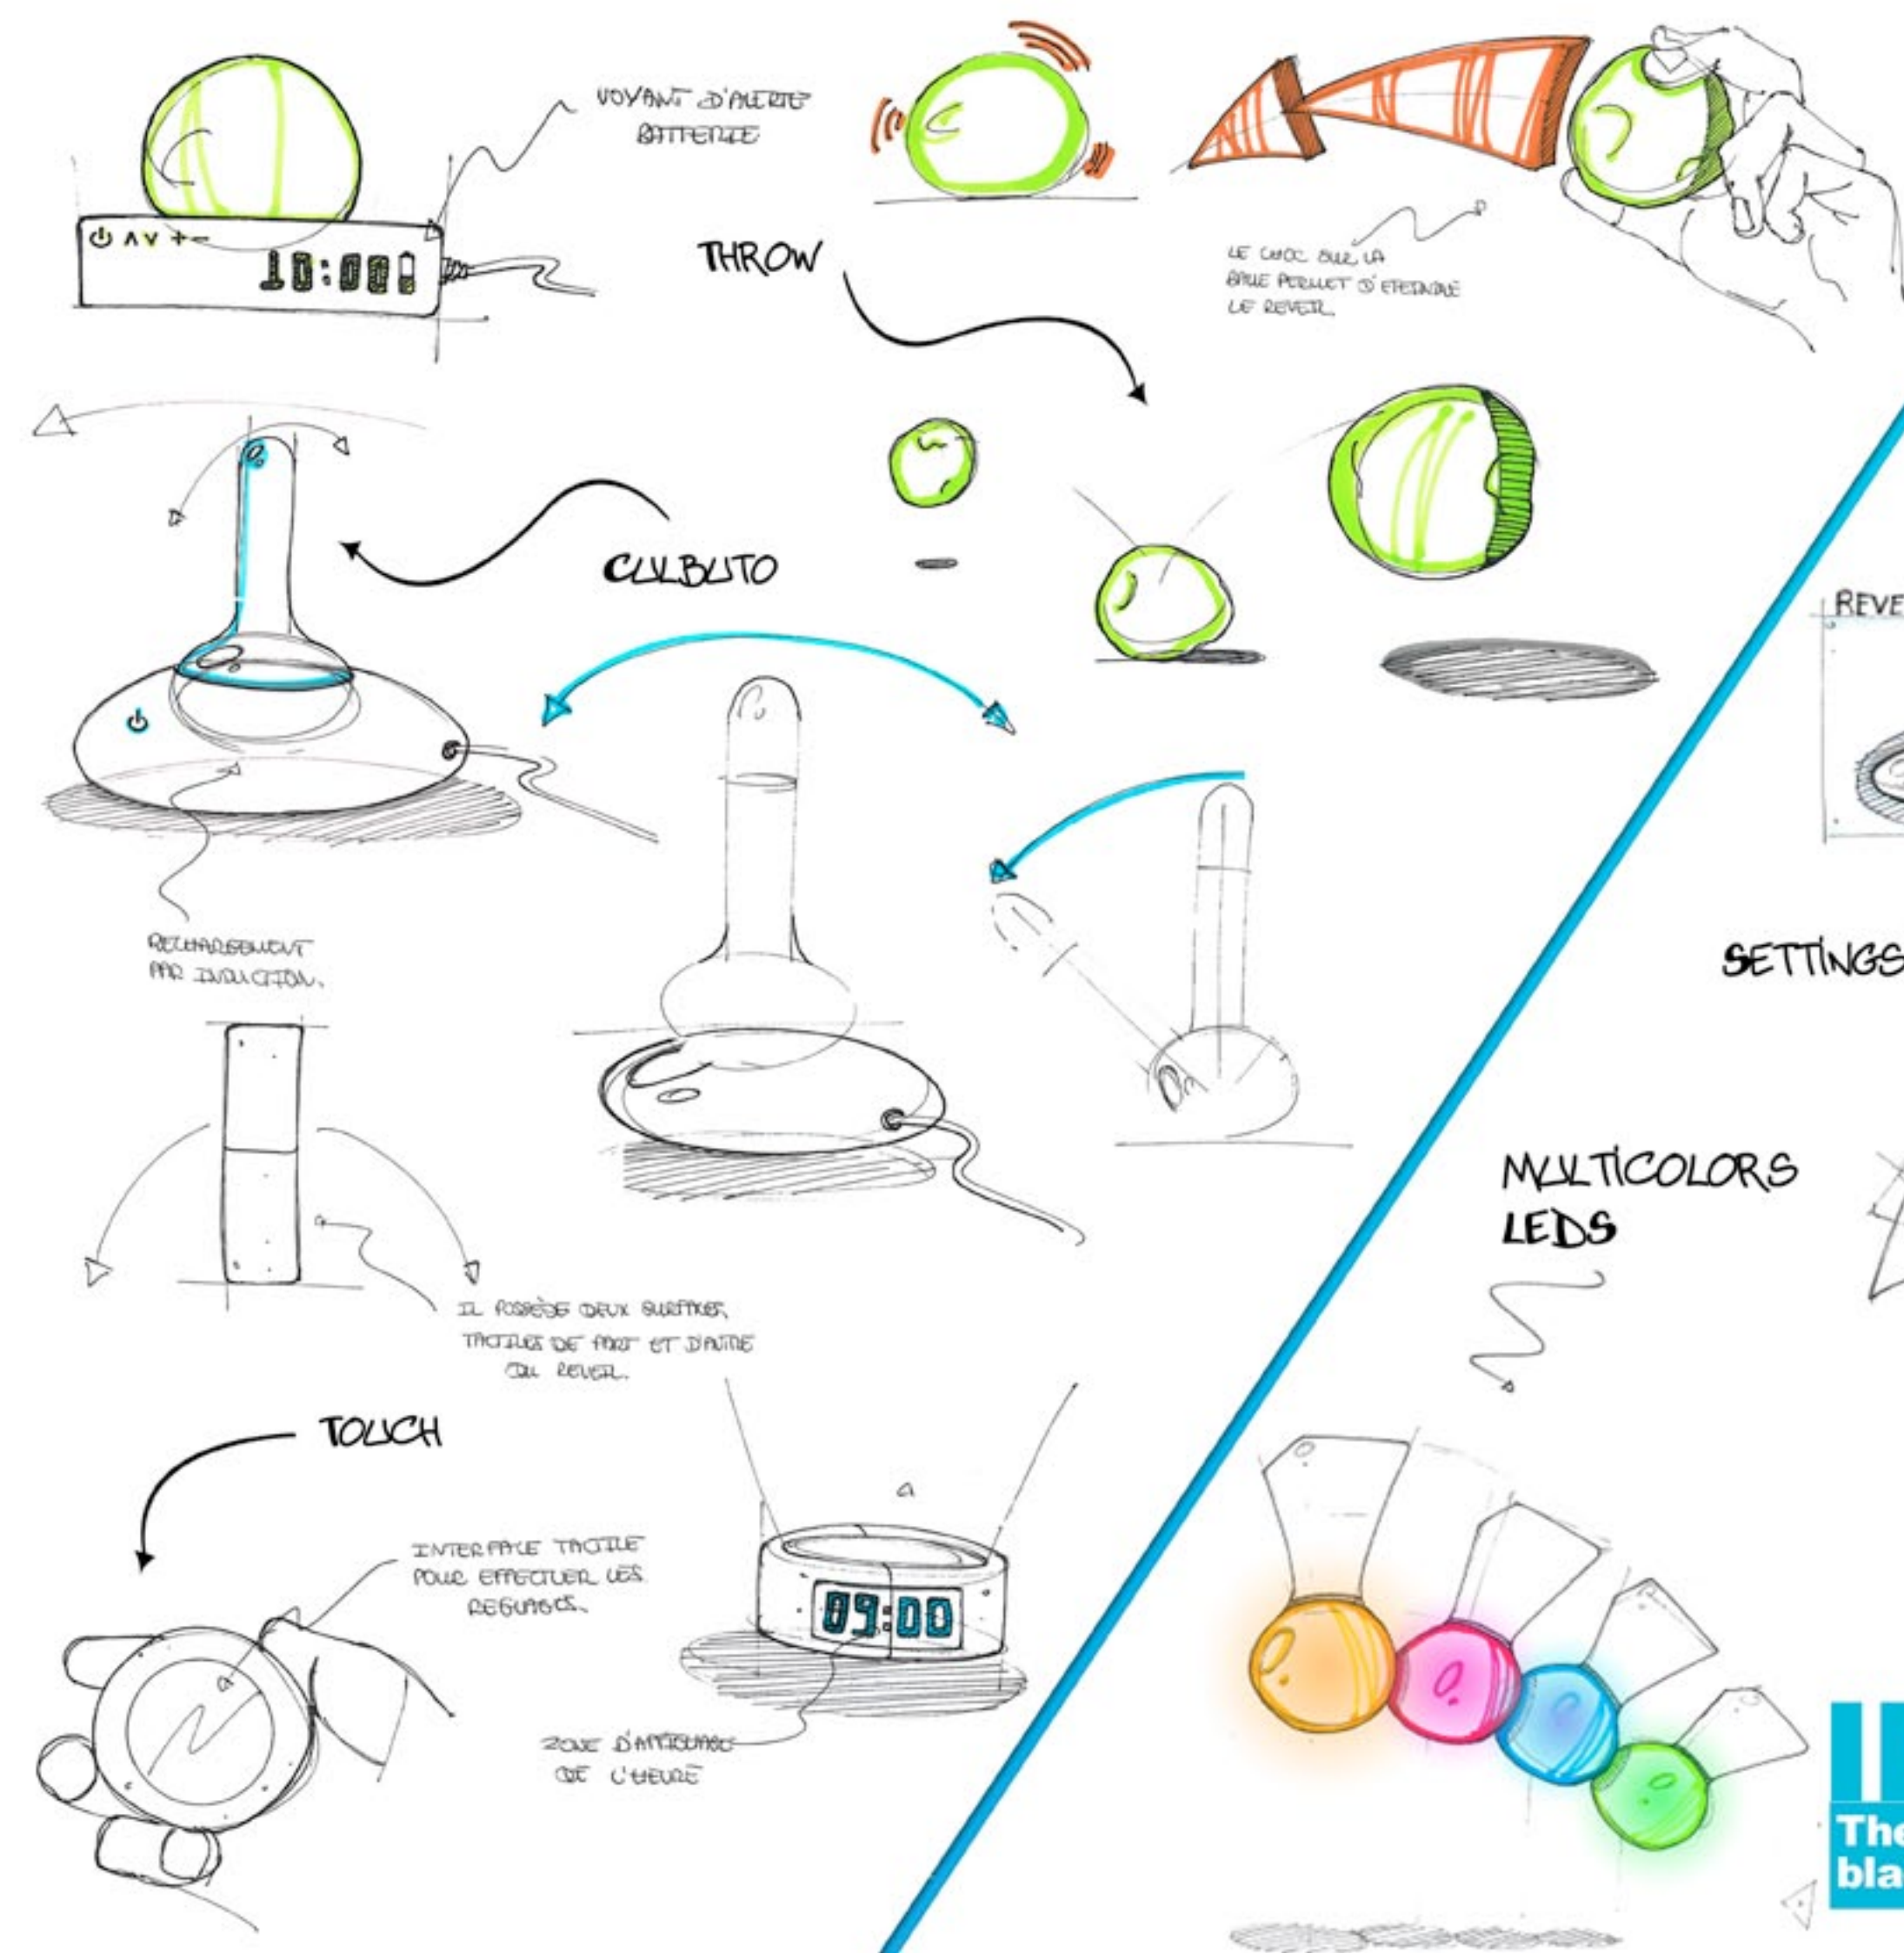 VOYANT D'ALERTE
BATTERIE
10:00
THROW
LE CHOC SUR LA
BALLE PERMET D'ETEINDRE
LE REVEIL.
CULBUTO
REVE
RECHARGEMENT
PAR INDUCTION.
SETTINGS
MULTICOLORS
LEDS
IL POSSÈDE DEUX SURFACES
TACTILES DE PART ET D'AUTRE
DU REVEIL.
TOUCH
INTERFACE TACTILE
POUR EFFECTUER LES
REGLAGES.
09:00
ZONE D'AFFICHAGE
DE L'HEURE
The
bla